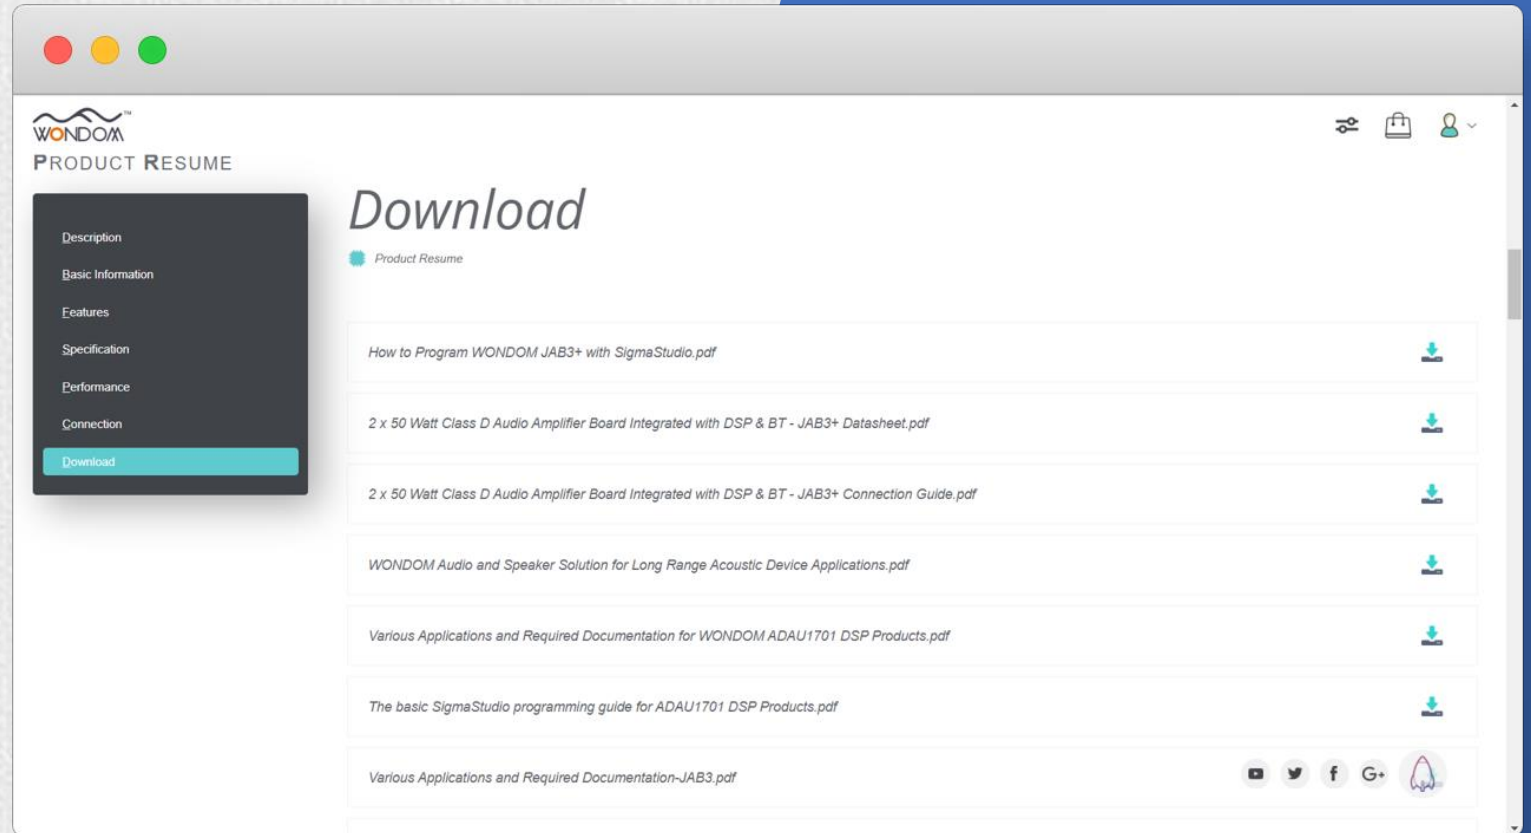 WONDOM™
PRODUCT RESUME
Description
Basic Information
Features
Specification
Performance
Connection
Download
Download
Product Resume
How to Program WONDOM JAB3+ with SigmaStudio.pdf
2 x 50 Watt Class D Audio Amplifier Board Integrated with DSP & BT - JAB3+ Datasheet.pdf
2 x 50 Watt Class D Audio Amplifier Board Integrated with DSP & BT - JAB3+ Connection Guide.pdf
WONDOM Audio and Speaker Solution for Long Range Acoustic Device Applications.pdf
Various Applications and Required Documentation for WONDOM ADAU1701 DSP Products.pdf
The basic SigmaStudio programming guide for ADAU1701 DSP Products.pdf
Various Applications and Required Documentation-JAB3.pdf
f G+